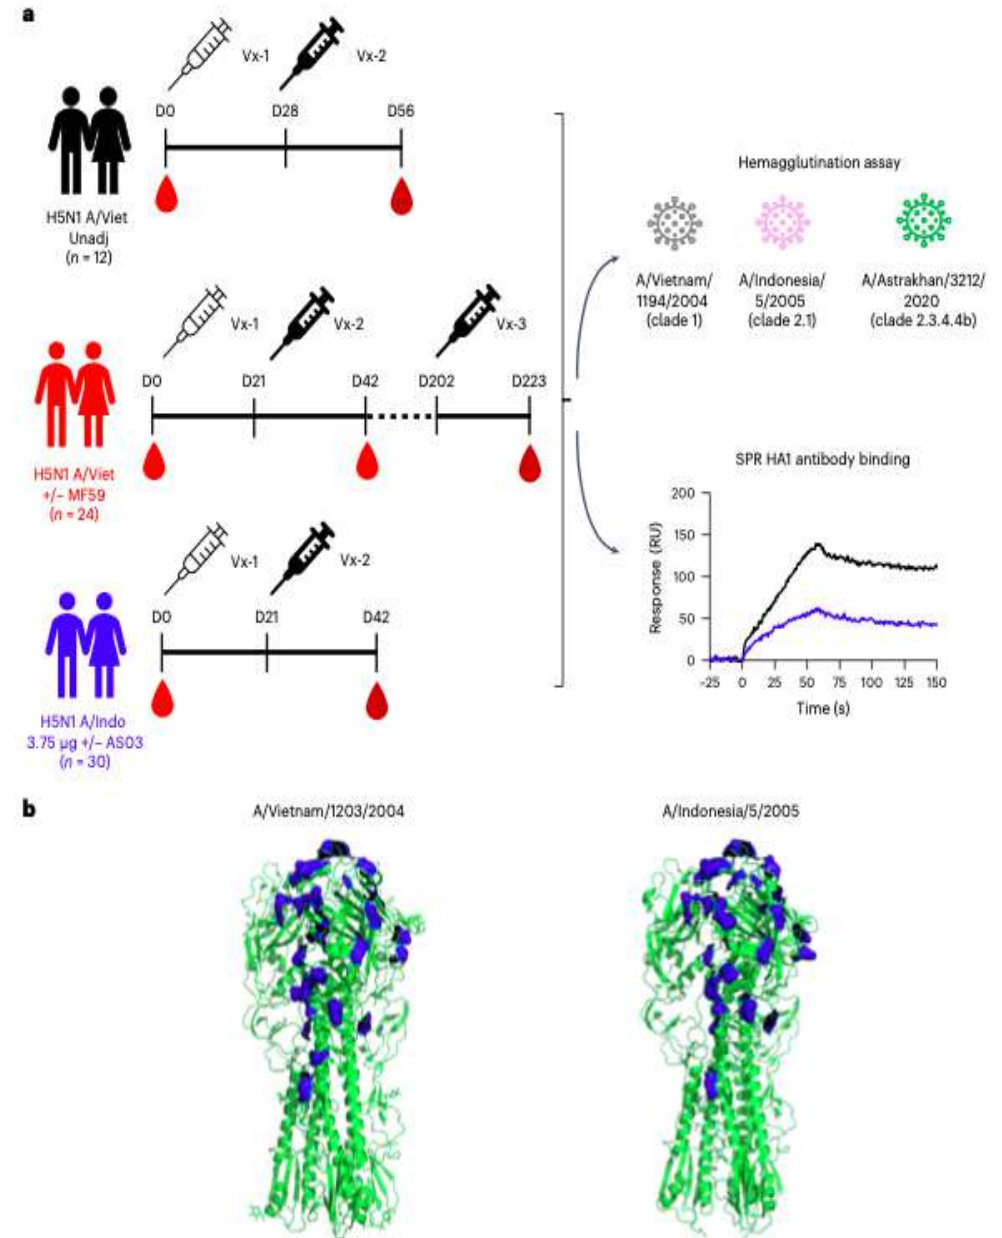 a
Vx-1
Vx-2
D0
D28
D56
H5N1 A/Viet
Unadj
(n = 12)
Vx-1
Vx-2
Vx-3
D0
D21
D42
D202
D223
H5N1 A/Viet
+/− MF59
(n = 24)
Vx-1
Vx-2
D0
D21
D42
H5N1 A/Indo
3.75 µg +/− AS03
(n = 30)
Hemagglutination assay
A/Vietnam/
1194/2004
(clade 1)
A/Indonesia/
5/2005
(clade 2.1)
A/Astrakhan/3212/
2020
(clade 2.3.4.4b)
SPR HA1 antibody binding
Response (RU)
200
150
100
50
0
−25
0
25
50
75
100
125
150
Time (s)
b
A/Vietnam/1203/2004
A/Indonesia/5/2005